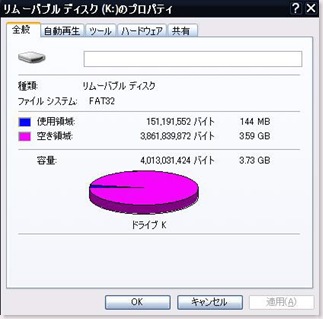 リムーバブル ディスク (K:)のプロパティ
全般 自動再生 ツール ハードウェア 共有
種類: リムーバブル ディスク
ファイル システム: FAT32
使用領域: 151,191,552 バイト 144 MB
空き領域: 3,861,839,872 バイト 3.59 GB
容量: 4,013,031,424 バイト 3.73 GB
ドライブ K
OK キャンセル 適用(A)